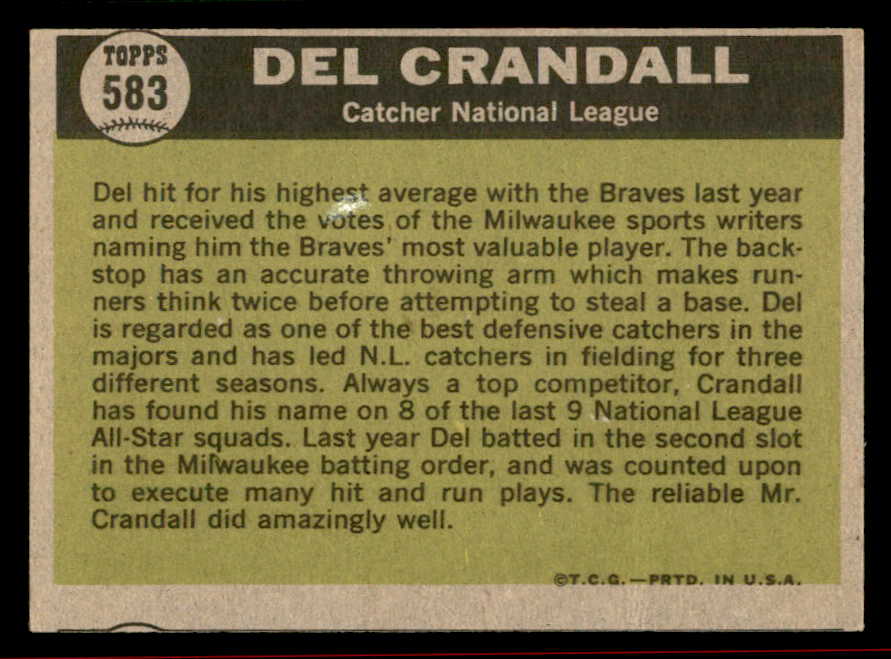 TOPPS
583
DEL CRANDALL
Catcher National League
Del hit for his highest average with the Braves last year
and received the votes of the Milwaukee sports writers
naming him the Braves' most valuable player. The back-
stop has an accurate throwing arm which makes run-
ners think twice before attempting to steal a base. Del
is regarded as one of the best defensive catchers in the
majors and has led N.L. catchers in fielding for three
different seasons. Always a top competitor, Crandall
has found his name on 8 of the last 9 National League
All-Star squads. Last year Del batted in the second slot
in the Milwaukee batting order, and was counted upon
to execute many hit and run plays. The reliable Mr.
Crandall did amazingly well.
©T.C.G.—PRTD. IN U.S.A.